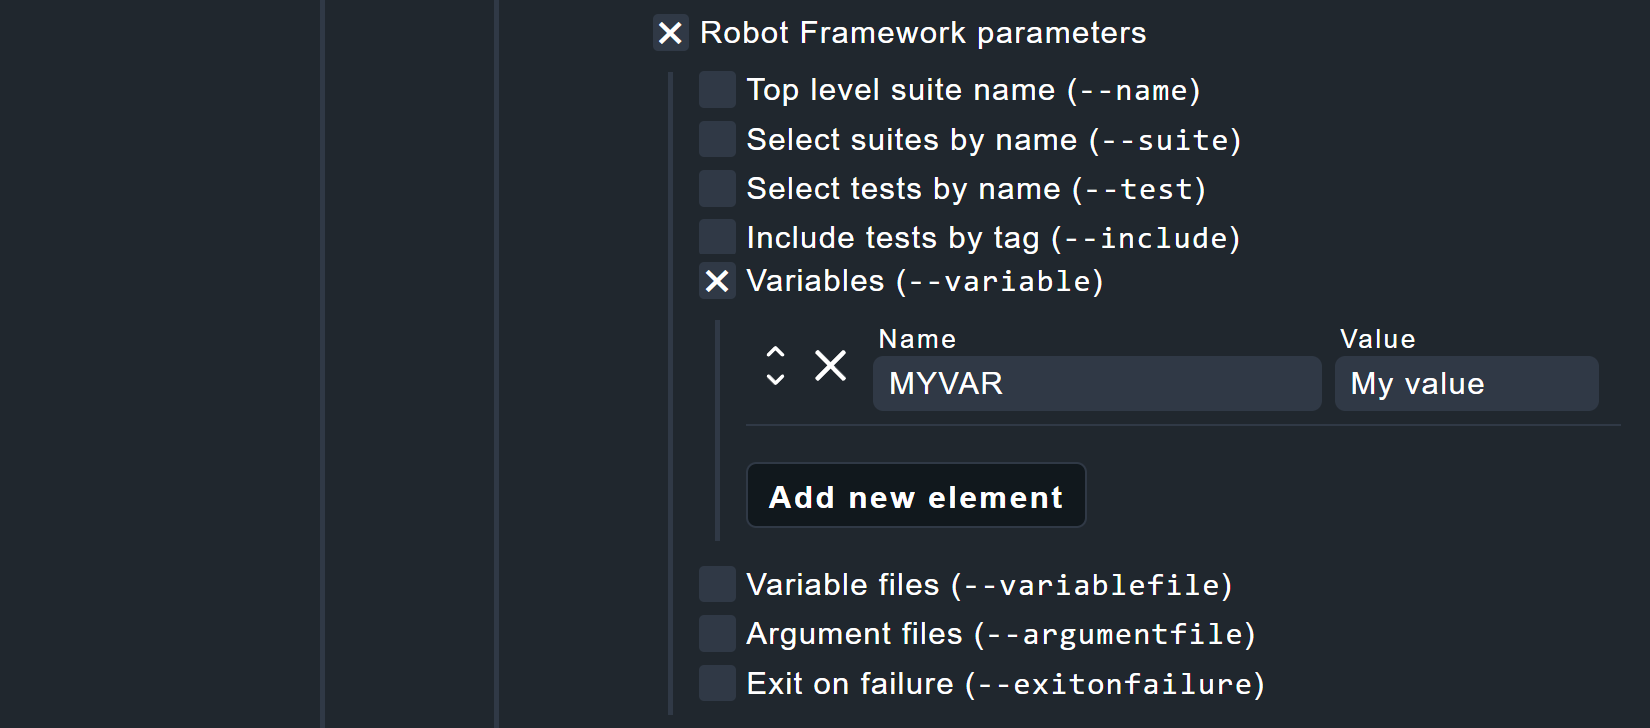 Robot Framework parameters
Top level suite name (--name)
Select suites by name (--suite)
Select tests by name (--test)
Include tests by tag (--include)
Variables (--variable)
Name Value
MYVAR My value
Add new element
Variable files (--variablefile)
Argument files (--argumentfile)
Exit on failure (--exitonfailure)